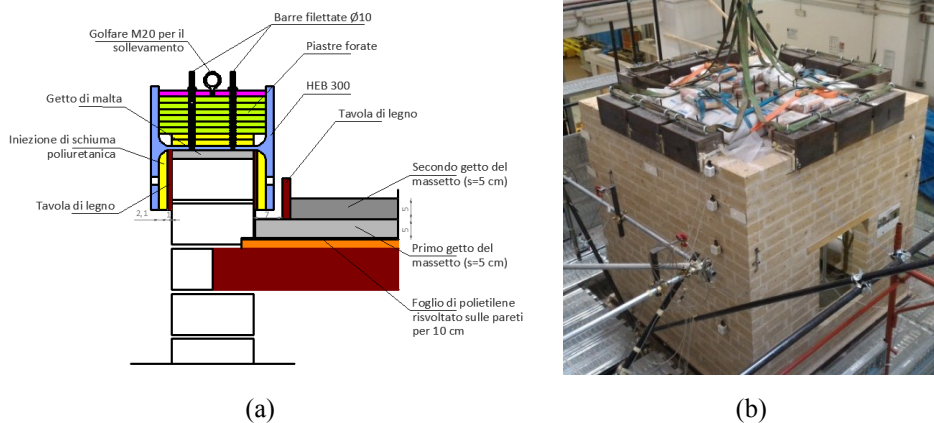 Barre filettate Ø10
Golfare M20 per il
sollevamento
Piastre forate
HEB 300
Getto di malta
Tavola di legno
Iniezione di schiuma
poliuretanica
Secondo getto del
massetto (s=5 cm)
Tavola di legno
2,1
1
7
5
5
Primo getto del
massetto (s=5 cm)
Foglio di polietilene
risvoltato sulle pareti
per 10 cm
(a)
(b)